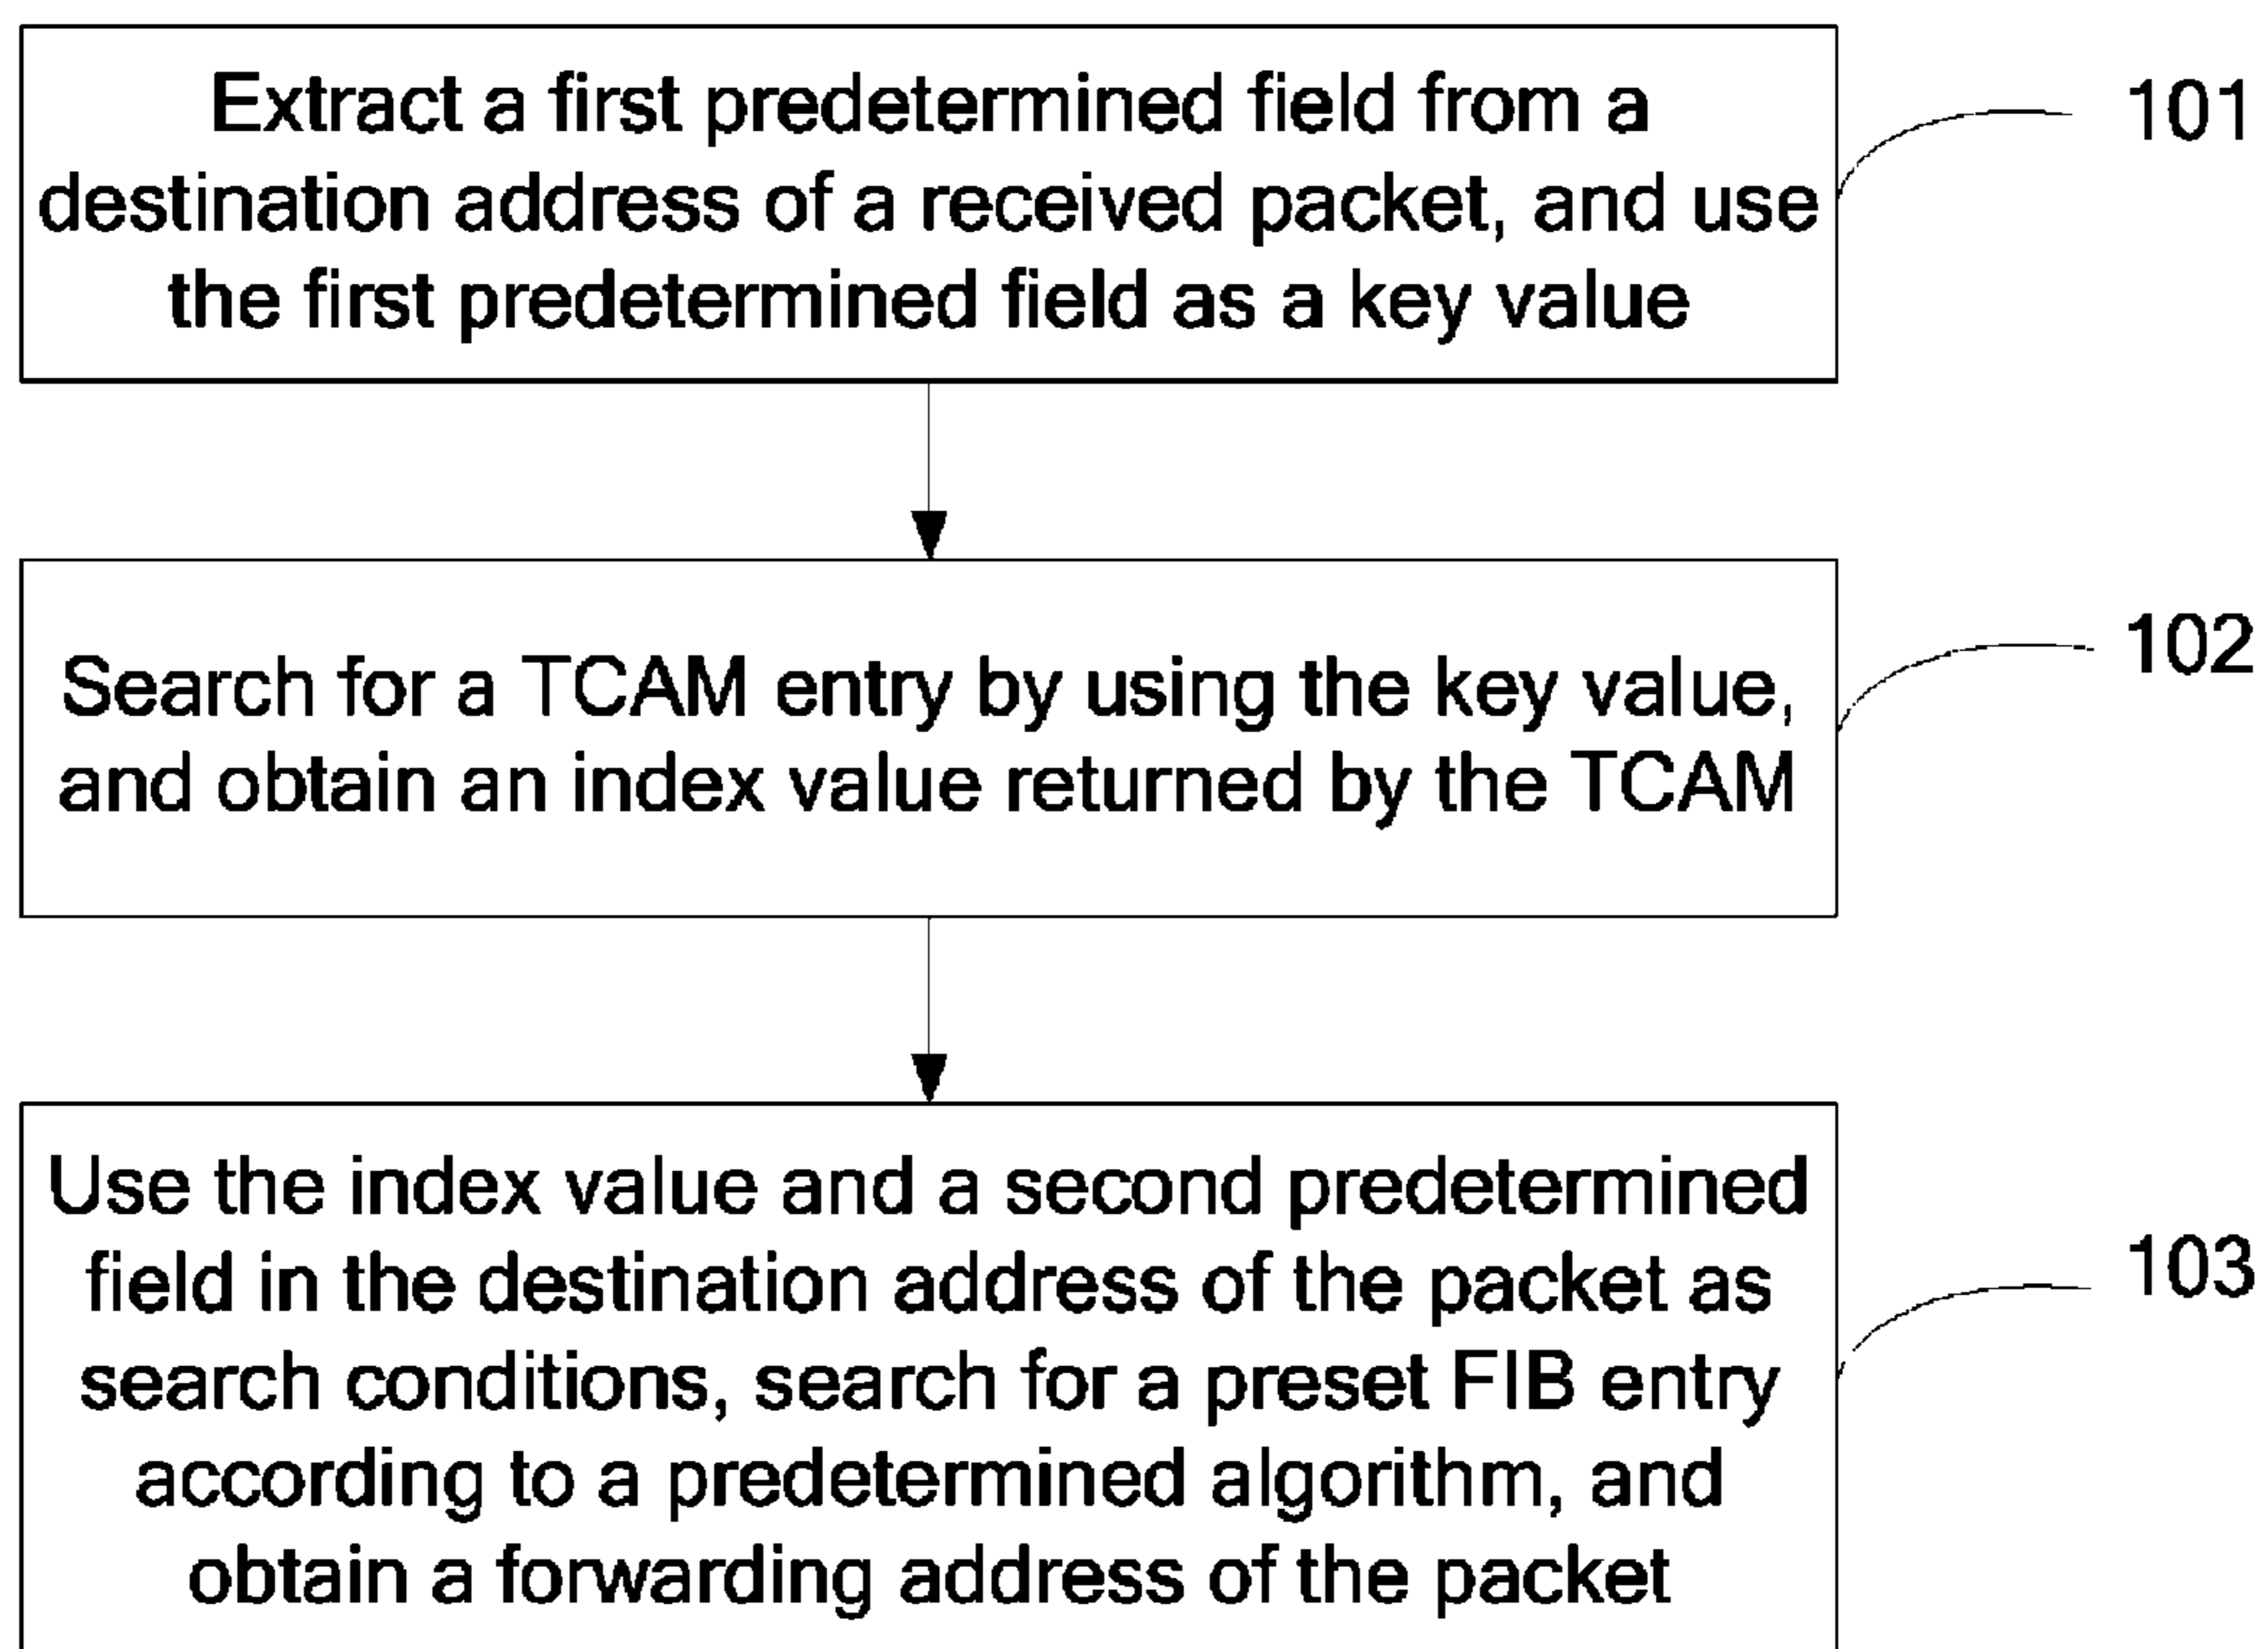 Extract a first predetermined field from a
destination address of a received packet, and use
the first predetermined field as a key value
101
Search for a TCAM entry by using the key value,
and obtain an index value returned by the TCAM
102
Use the index value and a second predetermined
field in the destination address of the packet as
search conditions, search for a preset FIB entry
according to a predetermined algorithm, and
obtain a forwarding address of the packet
103